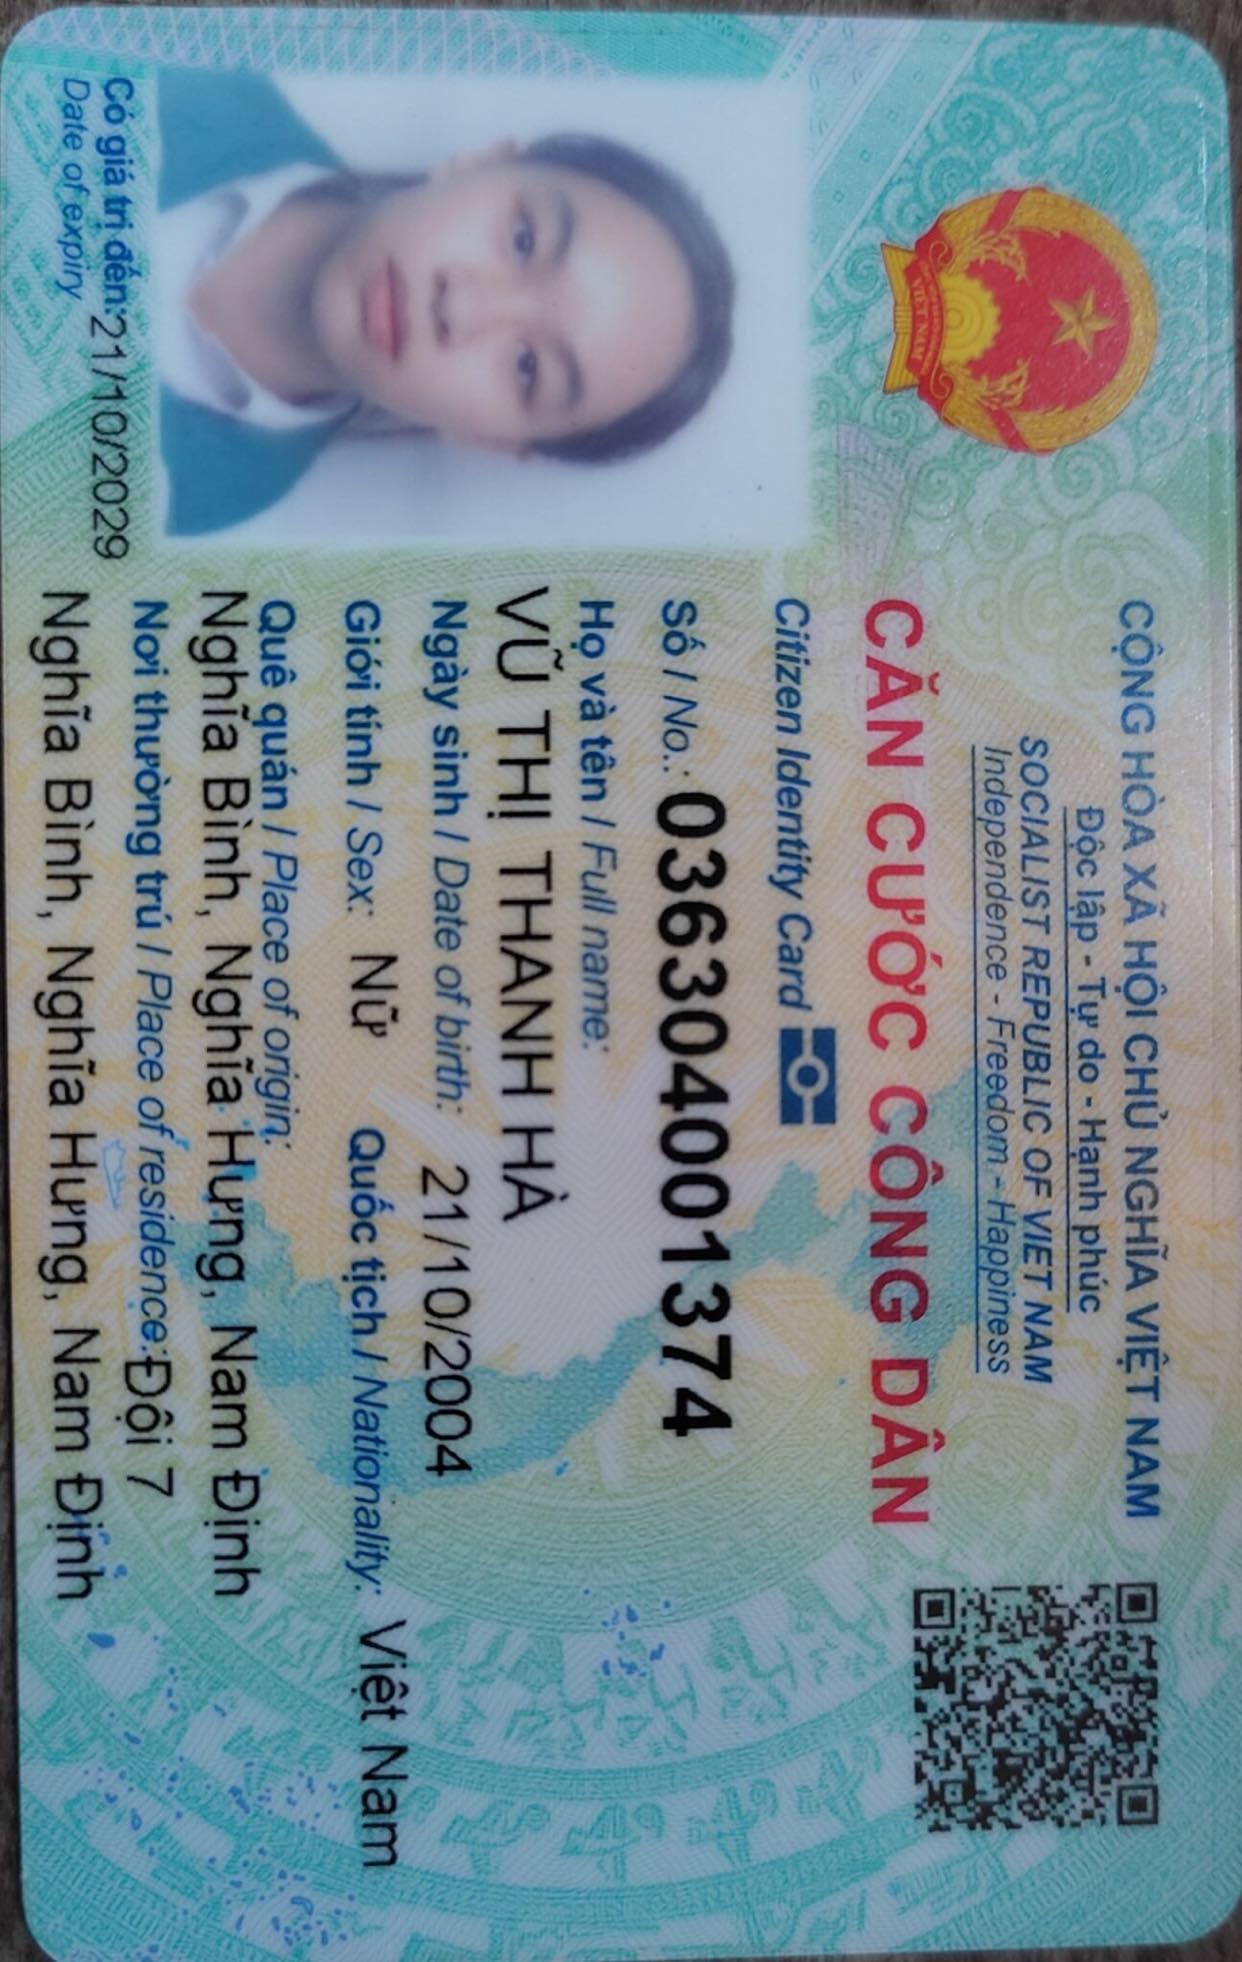 CỘNG HÒA XÃ HỘI CHỦ NGHĨA VIỆT NAM
Độc lập - Tự do - Hạnh phúc
SOCIALIST REPUBLIC OF VIET NAM
Independence - Freedom - Happiness
CĂN CƯỚC CÔNG DÂN
Citizen Identity Card
Số / No.: 036304001374
Họ và tên / Full name:
VŨ THỊ THANH HÀ
Ngày sinh / Date of birth: 21/10/2004
Giới tính / Sex: Nữ Quốc tịch / Nationality: Việt Nam
Quê quán / Place of origin:
Nghĩa Bình, Nghĩa Hưng, Nam Định
Nơi thường trú / Place of residence: Đội 7
Nghĩa Bình, Nghĩa Hưng, Nam Định
Có giá trị đến: 21/10/2029
Date of expiry
VIỆT NAM